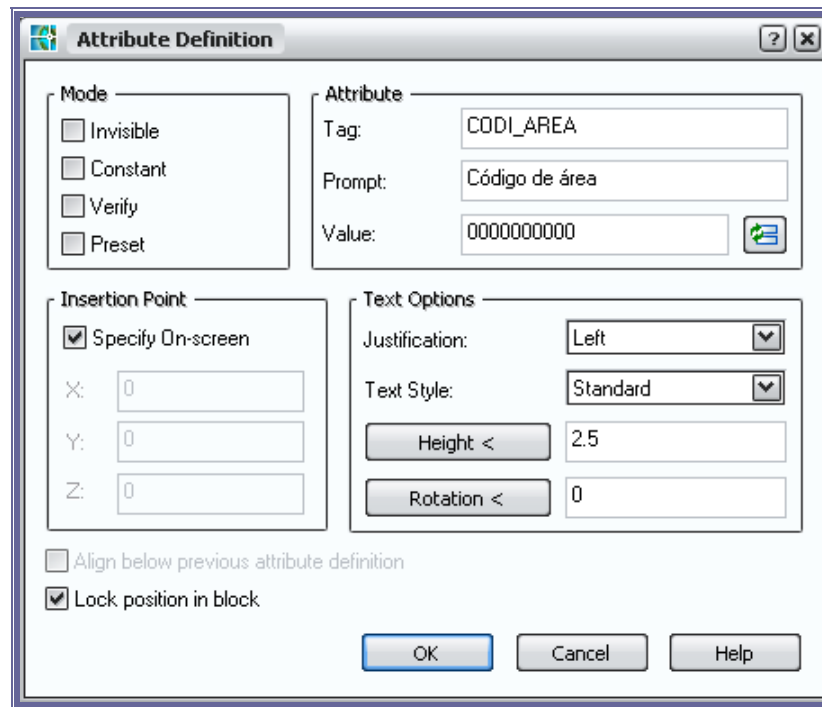 Attribute Definition
Mode
Invisible
Constant
Verify
Preset
Attribute
Tag: CODI_AREA
Prompt: Código de área
Value: 0000000000
Insertion Point
Specify On-screen
X: 0
Y: 0
Z: 0
Text Options
Justification: Left
Text Style: Standard
Height < 2.5
Rotation < 0
Align below previous attribute definition
Lock position in block
OK Cancel Help